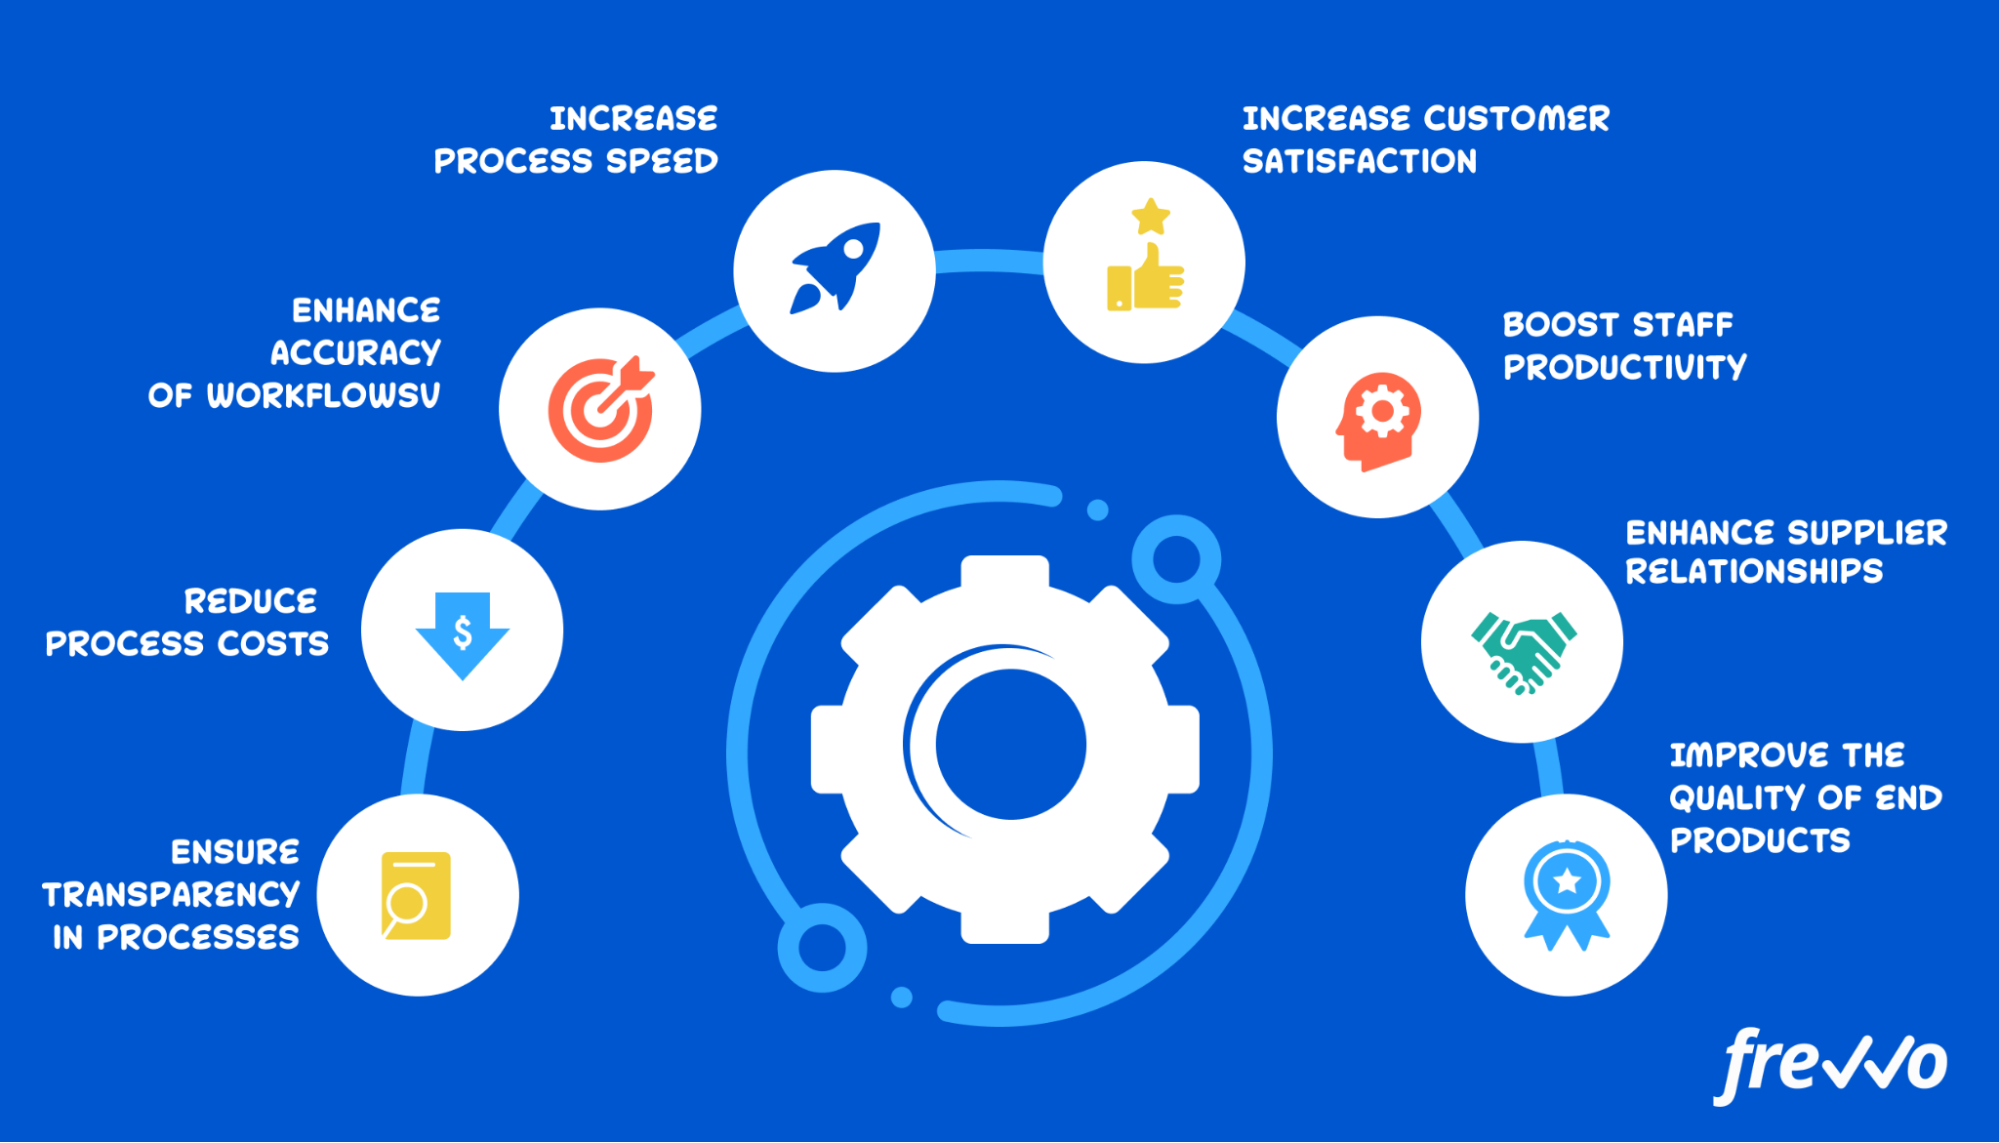 INCREASE
PROCESS SPEED
INCREASE CUSTOMER
SATISFACTION
ENHANCE
ACCURACY
OF WORKFLOWSV
BOOST STAFF
PRODUCTIVITY
REDUCE
PROCESS COSTS
$
ENHANCE SUPPLIER
RELATIONSHIPS
ENSURE
TRANSPARENCY
IN PROCESSES
IMPROVE THE
QUALITY OF END
PRODUCTS
frevvo